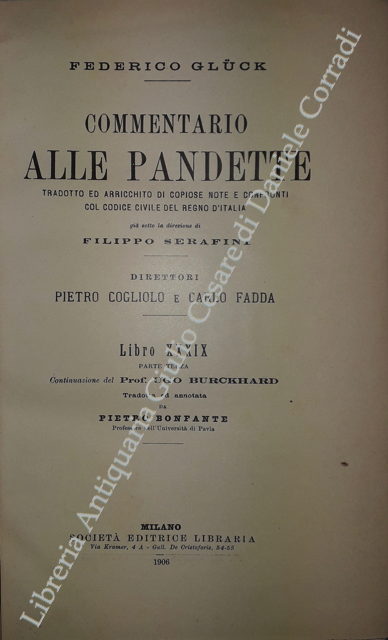 FEDERICO GLÜCK
COMMENTARIO
ALLE PANDETTE
TRADOTTO ED ARRICCHITO DI COPIOSE NOTE E CONFRONTI
COL CODICE CIVILE DEL REGNO D'ITALIA
già sotto la direzione di
FILIPPO SERAFINI
DIRETTORI
PIETRO COGLIOLO E CARLO FADDA
Libro XXXIX
PARTE TERZA
Continuazione del Prof. UGO BURCKHARD
Tradotta ed annotata
DA
PIETRO BONFANTE
Professore nell'Università di Pavia
MILANO
SOCIETÀ EDITRICE LIBRARIA
Via Kramer, 4 A - Gall. De Cristoforis, 54-55
1906
Libreria Antiquaria Giulio Cesare di Daniele Corradi